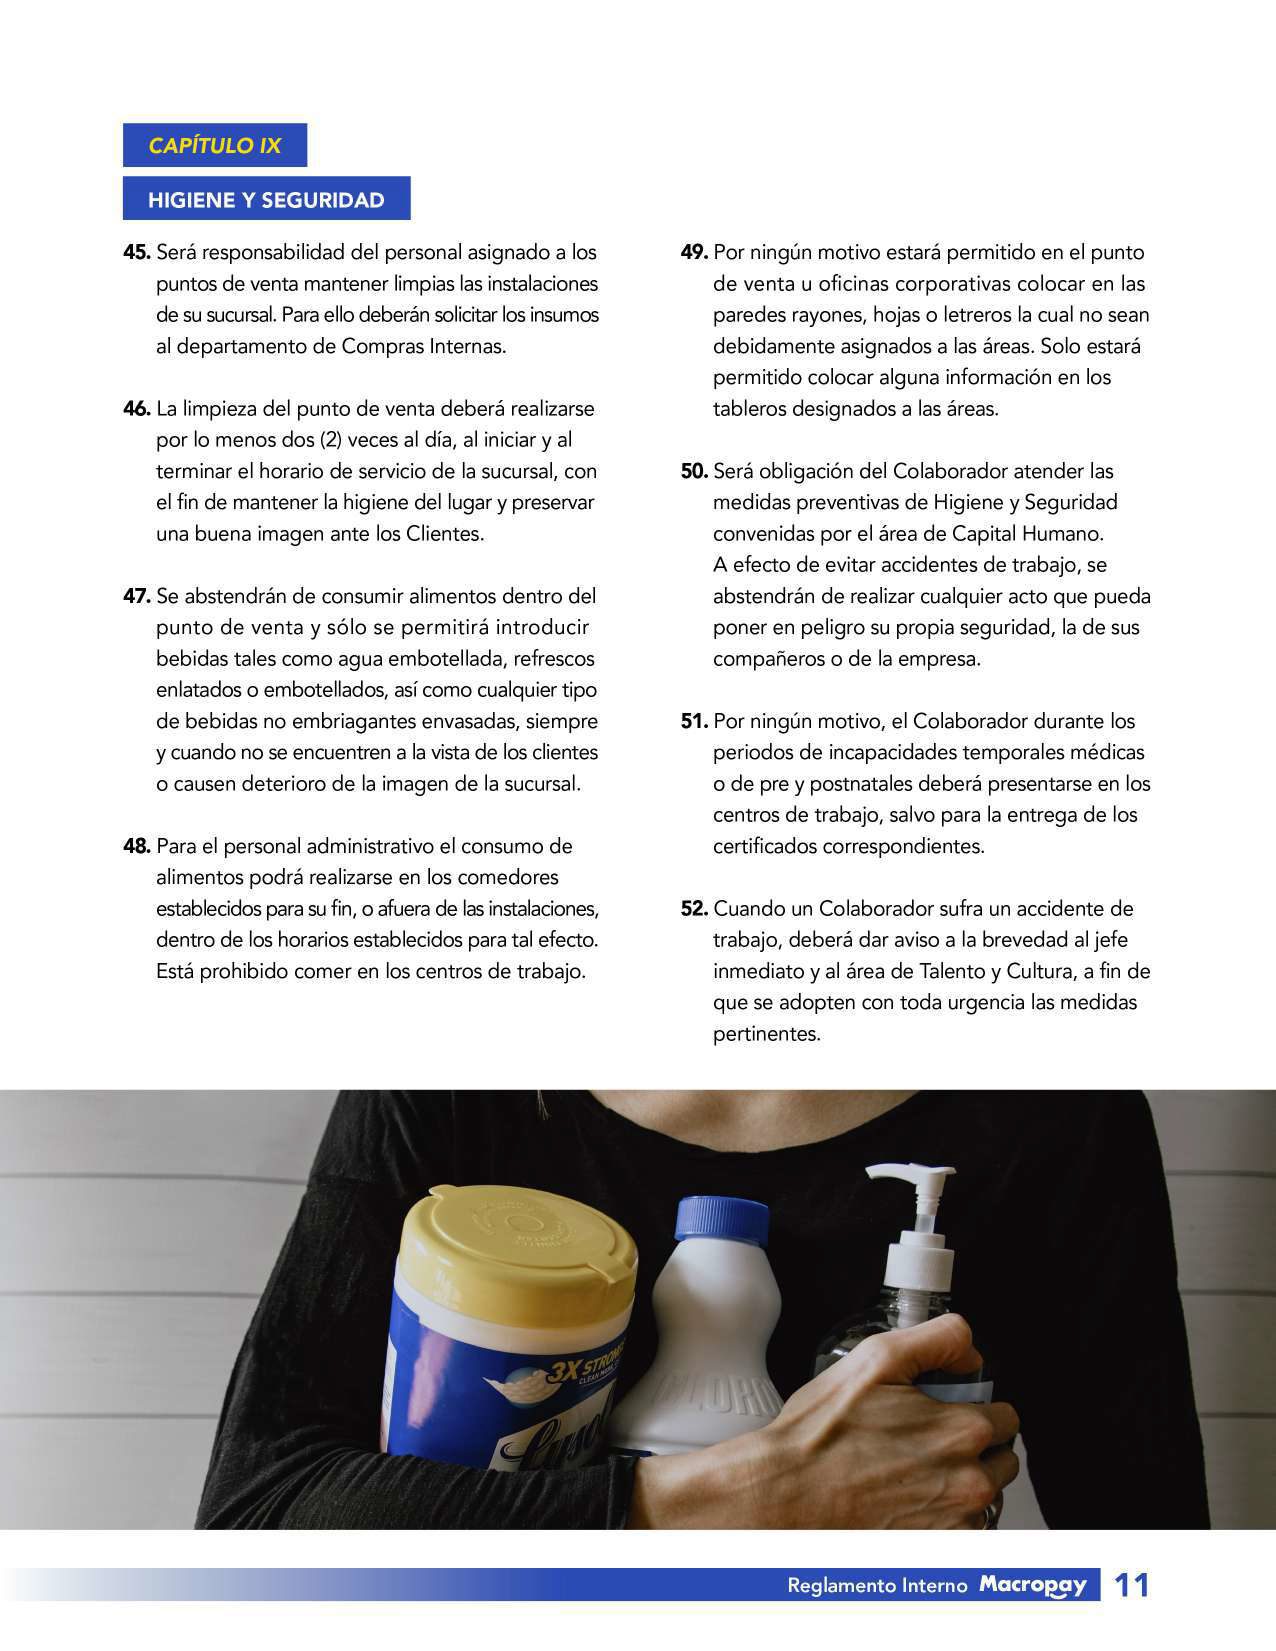 CAPÍTULO IX
HIGIENE Y SEGURIDAD
45. Será responsabilidad del personal asignado a los
puntos de venta mantener limpias las instalaciones
de su sucursal. Para ello deberán solicitar los insumos
al departamento de Compras Internas.
46. La limpieza del punto de venta deberá realizarse
por lo menos dos (2) veces al día, al iniciar y al
terminar el horario de servicio de la sucursal, con
el fin de mantener la higiene del lugar y preservar
una buena imagen ante los Clientes.
47. Se abstendrán de consumir alimentos dentro del
punto de venta y sólo se permitirá introducir
bebidas tales como agua embotellada, refrescos
enlatados o embotellados, así como cualquier tipo
de bebidas no embriagantes envasadas, siempre
y cuando no se encuentren a la vista de los clientes
o causen deterioro de la imagen de la sucursal.
48. Para el personal administrativo el consumo de
alimentos podrá realizarse en los comedores
establecidos para su fin, o afuera de las instalaciones,
dentro de los horarios establecidos para tal efecto.
Está prohibido comer en los centros de trabajo.
49. Por ningún motivo estará permitido en el punto
de venta u oficinas corporativas colocar en las
paredes rayones, hojas o letreros la cual no sean
debidamente asignados a las áreas. Solo estará
permitido colocar alguna información en los
tableros designados a las áreas.
50. Será obligación del Colaborador atender las
medidas preventivas de Higiene y Seguridad
convenidas por el área de Capital Humano.
A efecto de evitar accidentes de trabajo, se
abstendrán de realizar cualquier acto que pueda
poner en peligro su propia seguridad, la de sus
compañeros o de la empresa.
51. Por ningún motivo, el Colaborador durante los
periodos de incapacidades temporales médicas
o de pre y postnatales deberá presentarse en los
centros de trabajo, salvo para la entrega de los
certificados correspondientes.
52. Cuando un Colaborador sufra un accidente de
trabajo, deberá dar aviso a la brevedad al jefe
inmediato y al área de Talento y Cultura, a fin de
que se adopten con toda urgencia las medidas
pertinentes.
3X
CLEAN
Lysol
Reglamento Interno Macropay 11